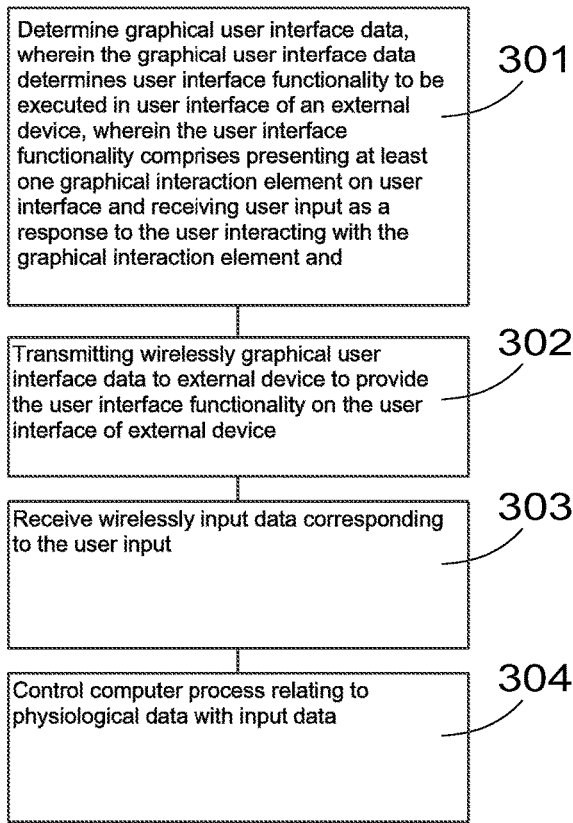 Determine graphical user interface data,
wherein the graphical user interface data
determines user interface functionality to be
executed in user interface of an external
device, wherein the user interface
functionality comprises presenting at least
one graphical interaction element on user
interface and receiving user input as a
response to the user interacting with the
graphical interaction element and
301
Transmitting wirelessly graphical user
interface data to external device to provide
the user interface functionality on the user
interface of external device
302
Receive wirelessly input data corresponding
to the user input
303
Control computer process relating to
physiological data with input data
304